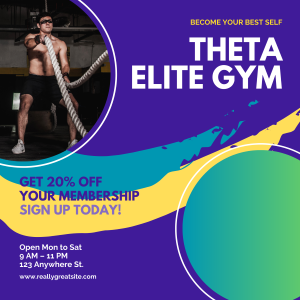 BECOME YOUR BEST SELF
THETA
ELITE GYM
GET 20% OFF
YOUR MEMBERSHIP
SIGN UP TODAY!
Open Mon to Sat
9 AM – 11 PM
123 Anywhere St.
www.reallygreatsite.com